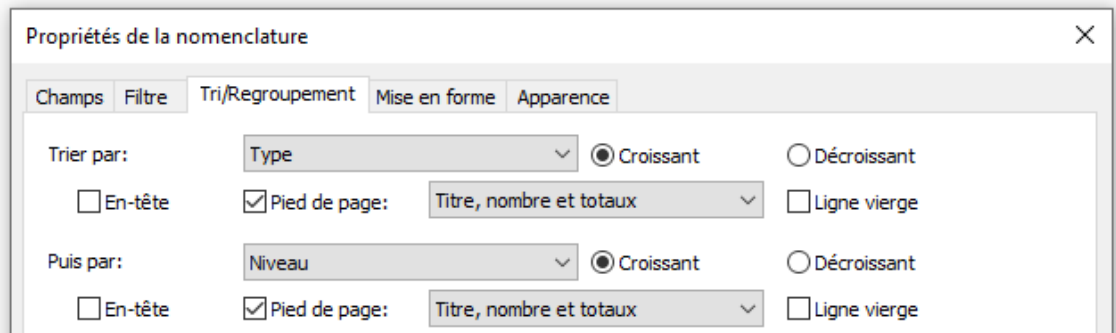 Propriétés de la nomenclature
Champs Filtre Tri/Regroupement Mise en forme Apparence
Trier par: Type Croissant Décroissant
En-tête Pied de page: Titre, nombre et totaux Ligne vierge
Puis par: Niveau Croissant Décroissant
En-tête Pied de page: Titre, nombre et totaux Ligne vierge